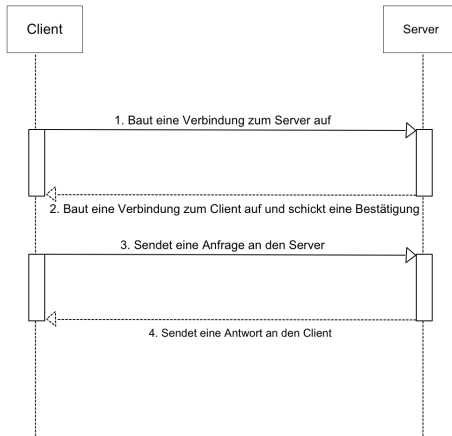 Client
Server
1. Baut eine Verbindung zum Server auf
2. Baut eine Verbindung zum Client auf und schickt eine Bestätigung
3. Sendet eine Anfrage an den Server
4. Sendet eine Antwort an den Client